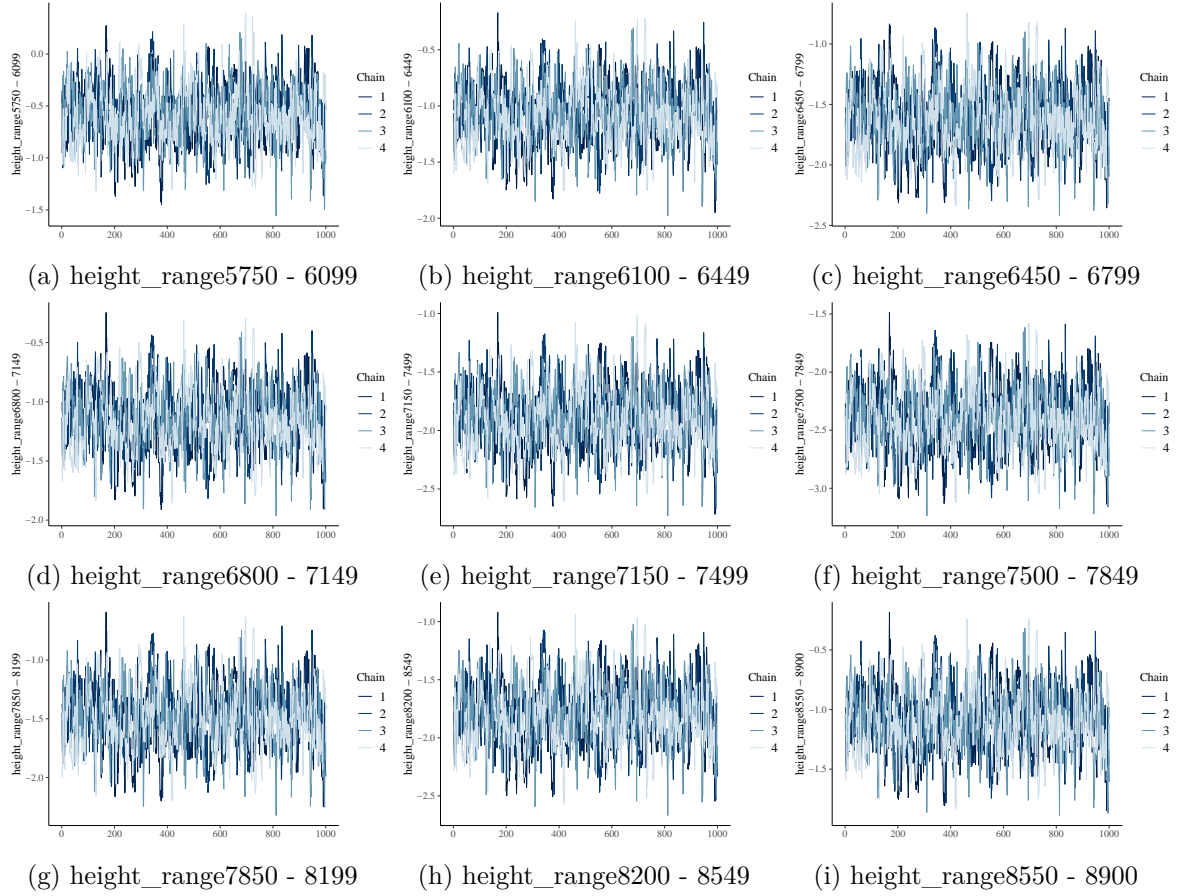 height_range5750 − 6099
0.0
−0.5
−1.0
−1.5
0 200 400 600 800 1000
Chain
1
2
3
4
(a) height_range5750 - 6099
height_range6100 − 6449
−0.5
−1.0
−1.5
−2.0
0 200 400 600 800 1000
Chain
1
2
3
4
(b) height_range6100 - 6449
height_range6450 − 6799
−1.0
−1.5
−2.0
−2.5
0 200 400 600 800 1000
Chain
1
2
3
4
(c) height_range6450 - 6799
height_range6800 − 7149
−0.5
−1.0
−1.5
−2.0
0 200 400 600 800 1000
Chain
1
2
3
4
(d) height_range6800 - 7149
height_range7150 − 7499
−1.0
−1.5
−2.0
−2.5
0 200 400 600 800 1000
Chain
1
2
3
4
(e) height_range7150 - 7499
height_range7500 − 7849
−1.5
−2.0
−2.5
−3.0
0 200 400 600 800 1000
Chain
1
2
3
4
(f) height_range7500 - 7849
height_range7850 − 8199
−1.0
−1.5
−2.0
0 200 400 600 800 1000
Chain
1
2
3
4
(g) height_range7850 - 8199
height_range8200 − 8549
−1.0
−1.5
−2.0
−2.5
0 200 400 600 800 1000
Chain
1
2
3
4
(h) height_range8200 - 8549
height_range8550 − 8900
−0.5
−1.0
−1.5
0 200 400 600 800 1000
Chain
1
2
3
4
(i) height_range8550 - 8900